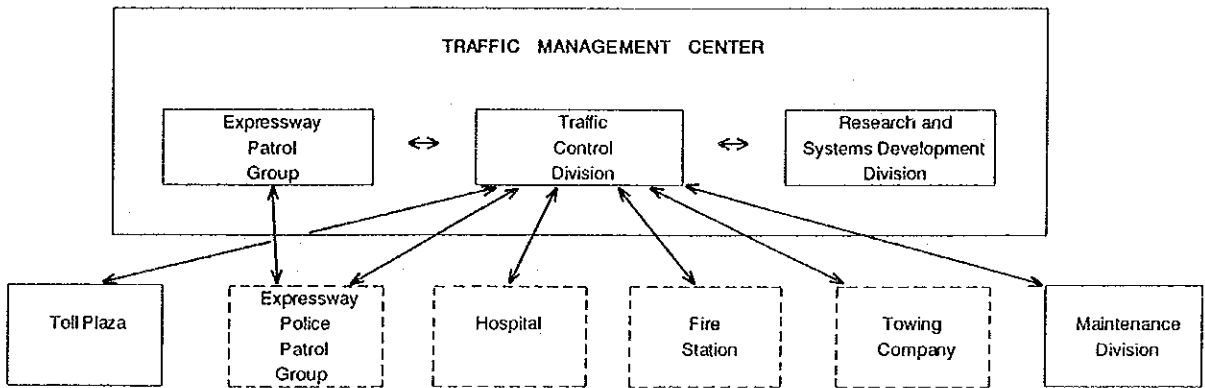 TRAFFIC MANAGEMENT CENTER
Expressway
Patrol
Group
Traffic
Control
Division
Research and
Systems Development
Division
Toll Plaza
Expressway
Police
Patrol
Group
Hospital
Fire
Station
Towing
Company
Maintenance
Division